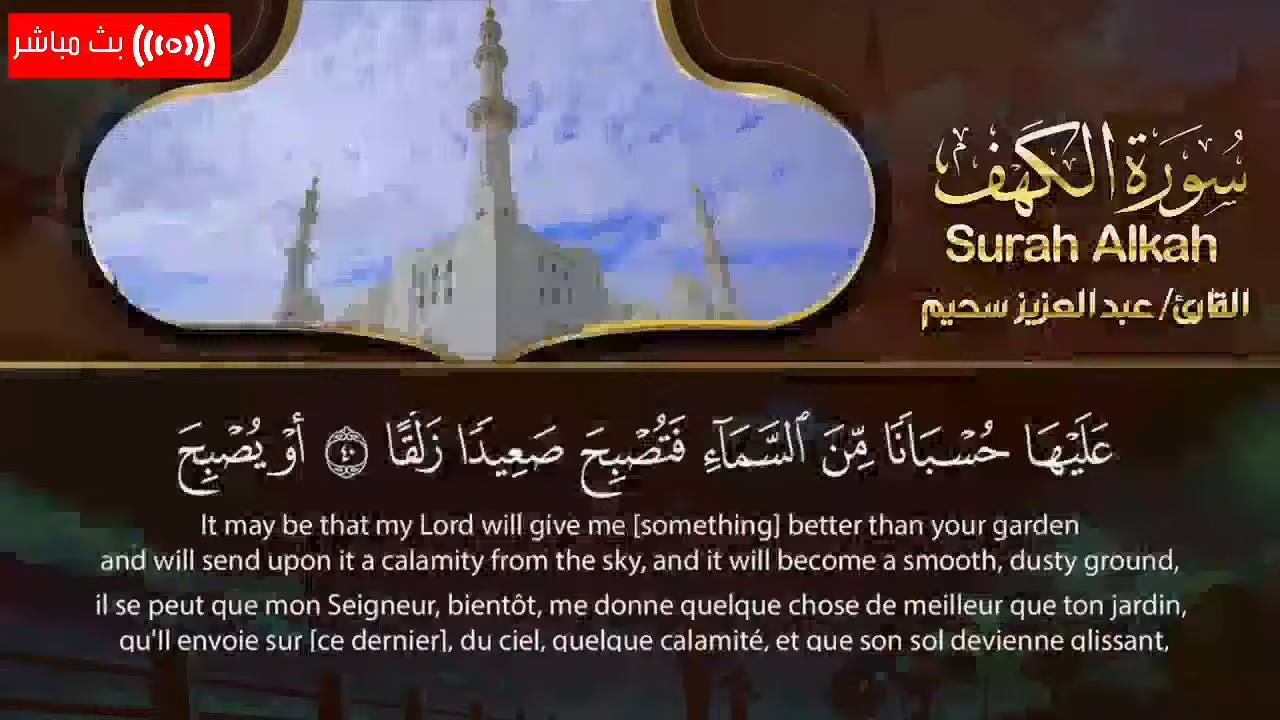 بث مباشر
سُورَةُ الكَهْف
Surah Alkah
القارئ/ عبد العزيز سحيم
عَلَيْهَا حُسْبَانًا مِّنَ ٱلسَّمَآءِ فَتُصْبِحَ صَعِيدًا زَلَقًا ٤٠ أَوْ يُصْبِحَ
It may be that my Lord will give me [something] better than your garden
and will send upon it a calamity from the sky, and it will become a smooth, dusty ground,
il se peut que mon Seigneur, bientôt, me donne quelque chose de meilleur que ton jardin,
qu'Il envoie sur [ce dernier], du ciel, quelque calamité, et que son sol devienne glissant,